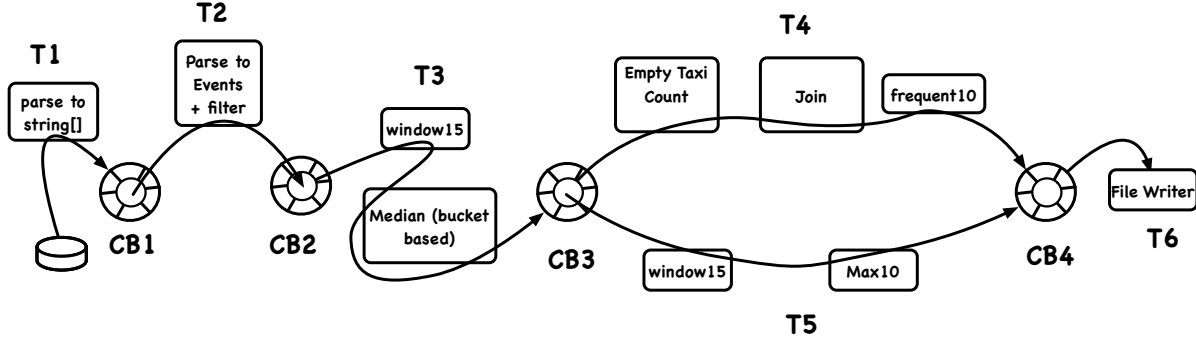 T1
parse to
string[]
CB1
T2
Parse to
Events
+ filter
CB2
T3
window15
Median (bucket
based)
CB3
T4
Empty Taxi
Count
Join
frequent10
window15
Max10
T5
CB4
File Writer
T6